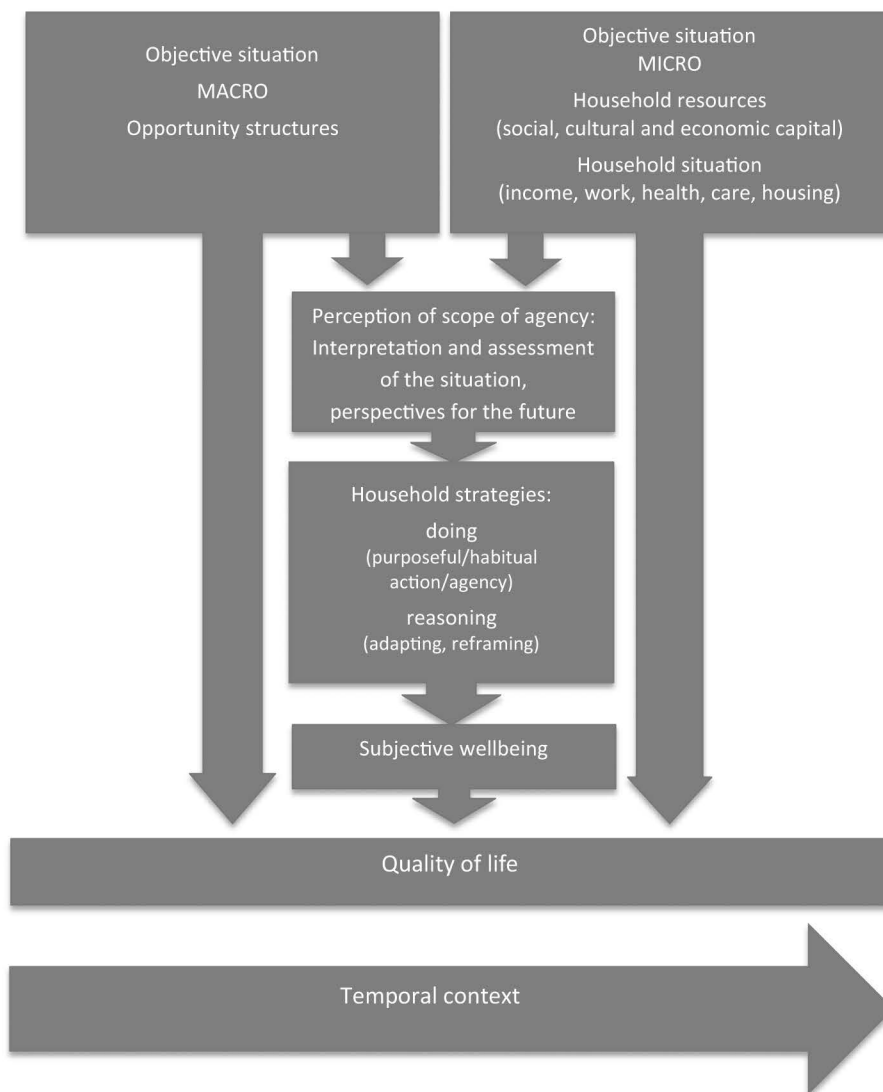 Objective situation
MACRO
Opportunity structures
Objective situation
MICRO
Household resources
(social, cultural and economic capital)
Household situation
(income, work, health, care, housing)
Perception of scope of agency:
Interpretation and assessment
of the situation,
perspectives for the future
Household strategies:
doing
(purposeful/habitual
action/agency)
reasoning
(adapting, reframing)
Subjective wellbeing
Quality of life
Temporal context